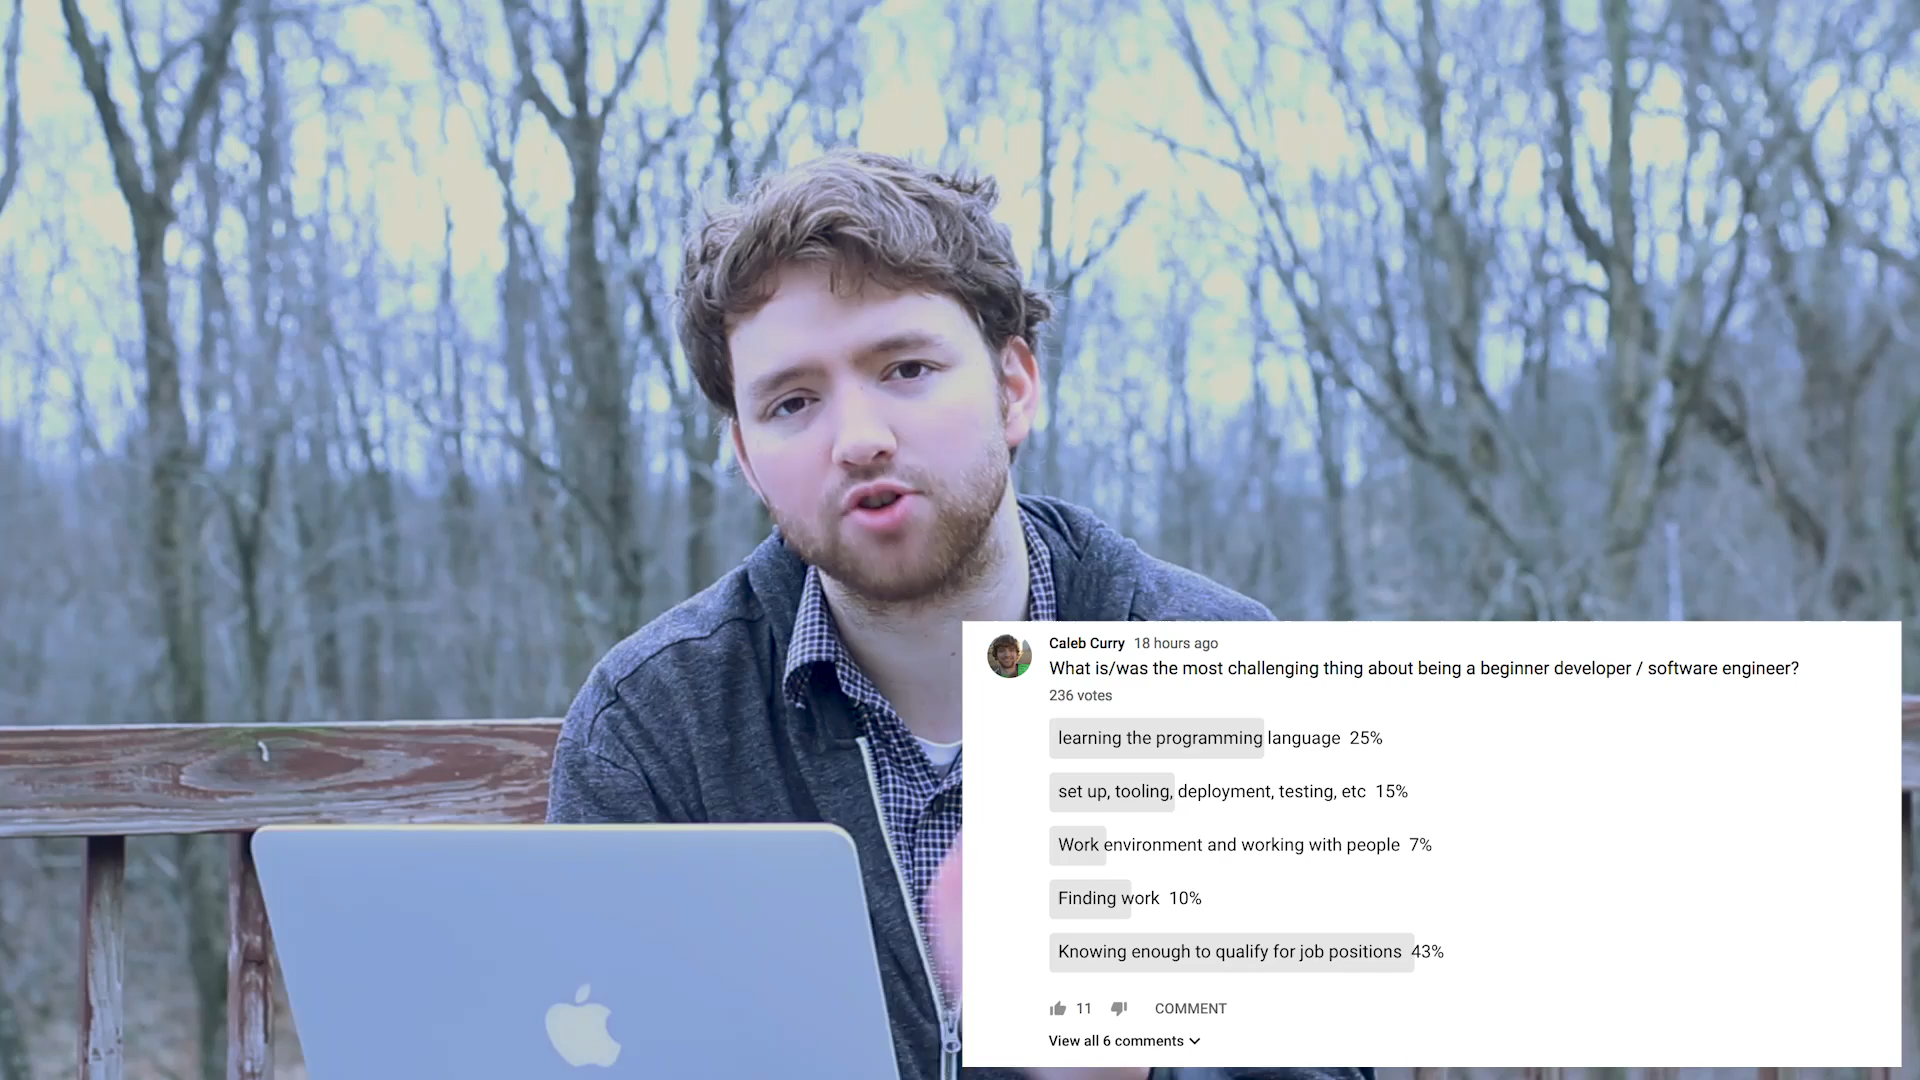 Caleb Curry 18 hours ago
What is/was the most challenging thing about being a beginner developer / software engineer?
236 votes
learning the programming language 25%
set up, tooling, deployment, testing, etc 15%
Work environment and working with people 7%
Finding work 10%
Knowing enough to qualify for job positions 43%
11 COMMENT
View all 6 comments